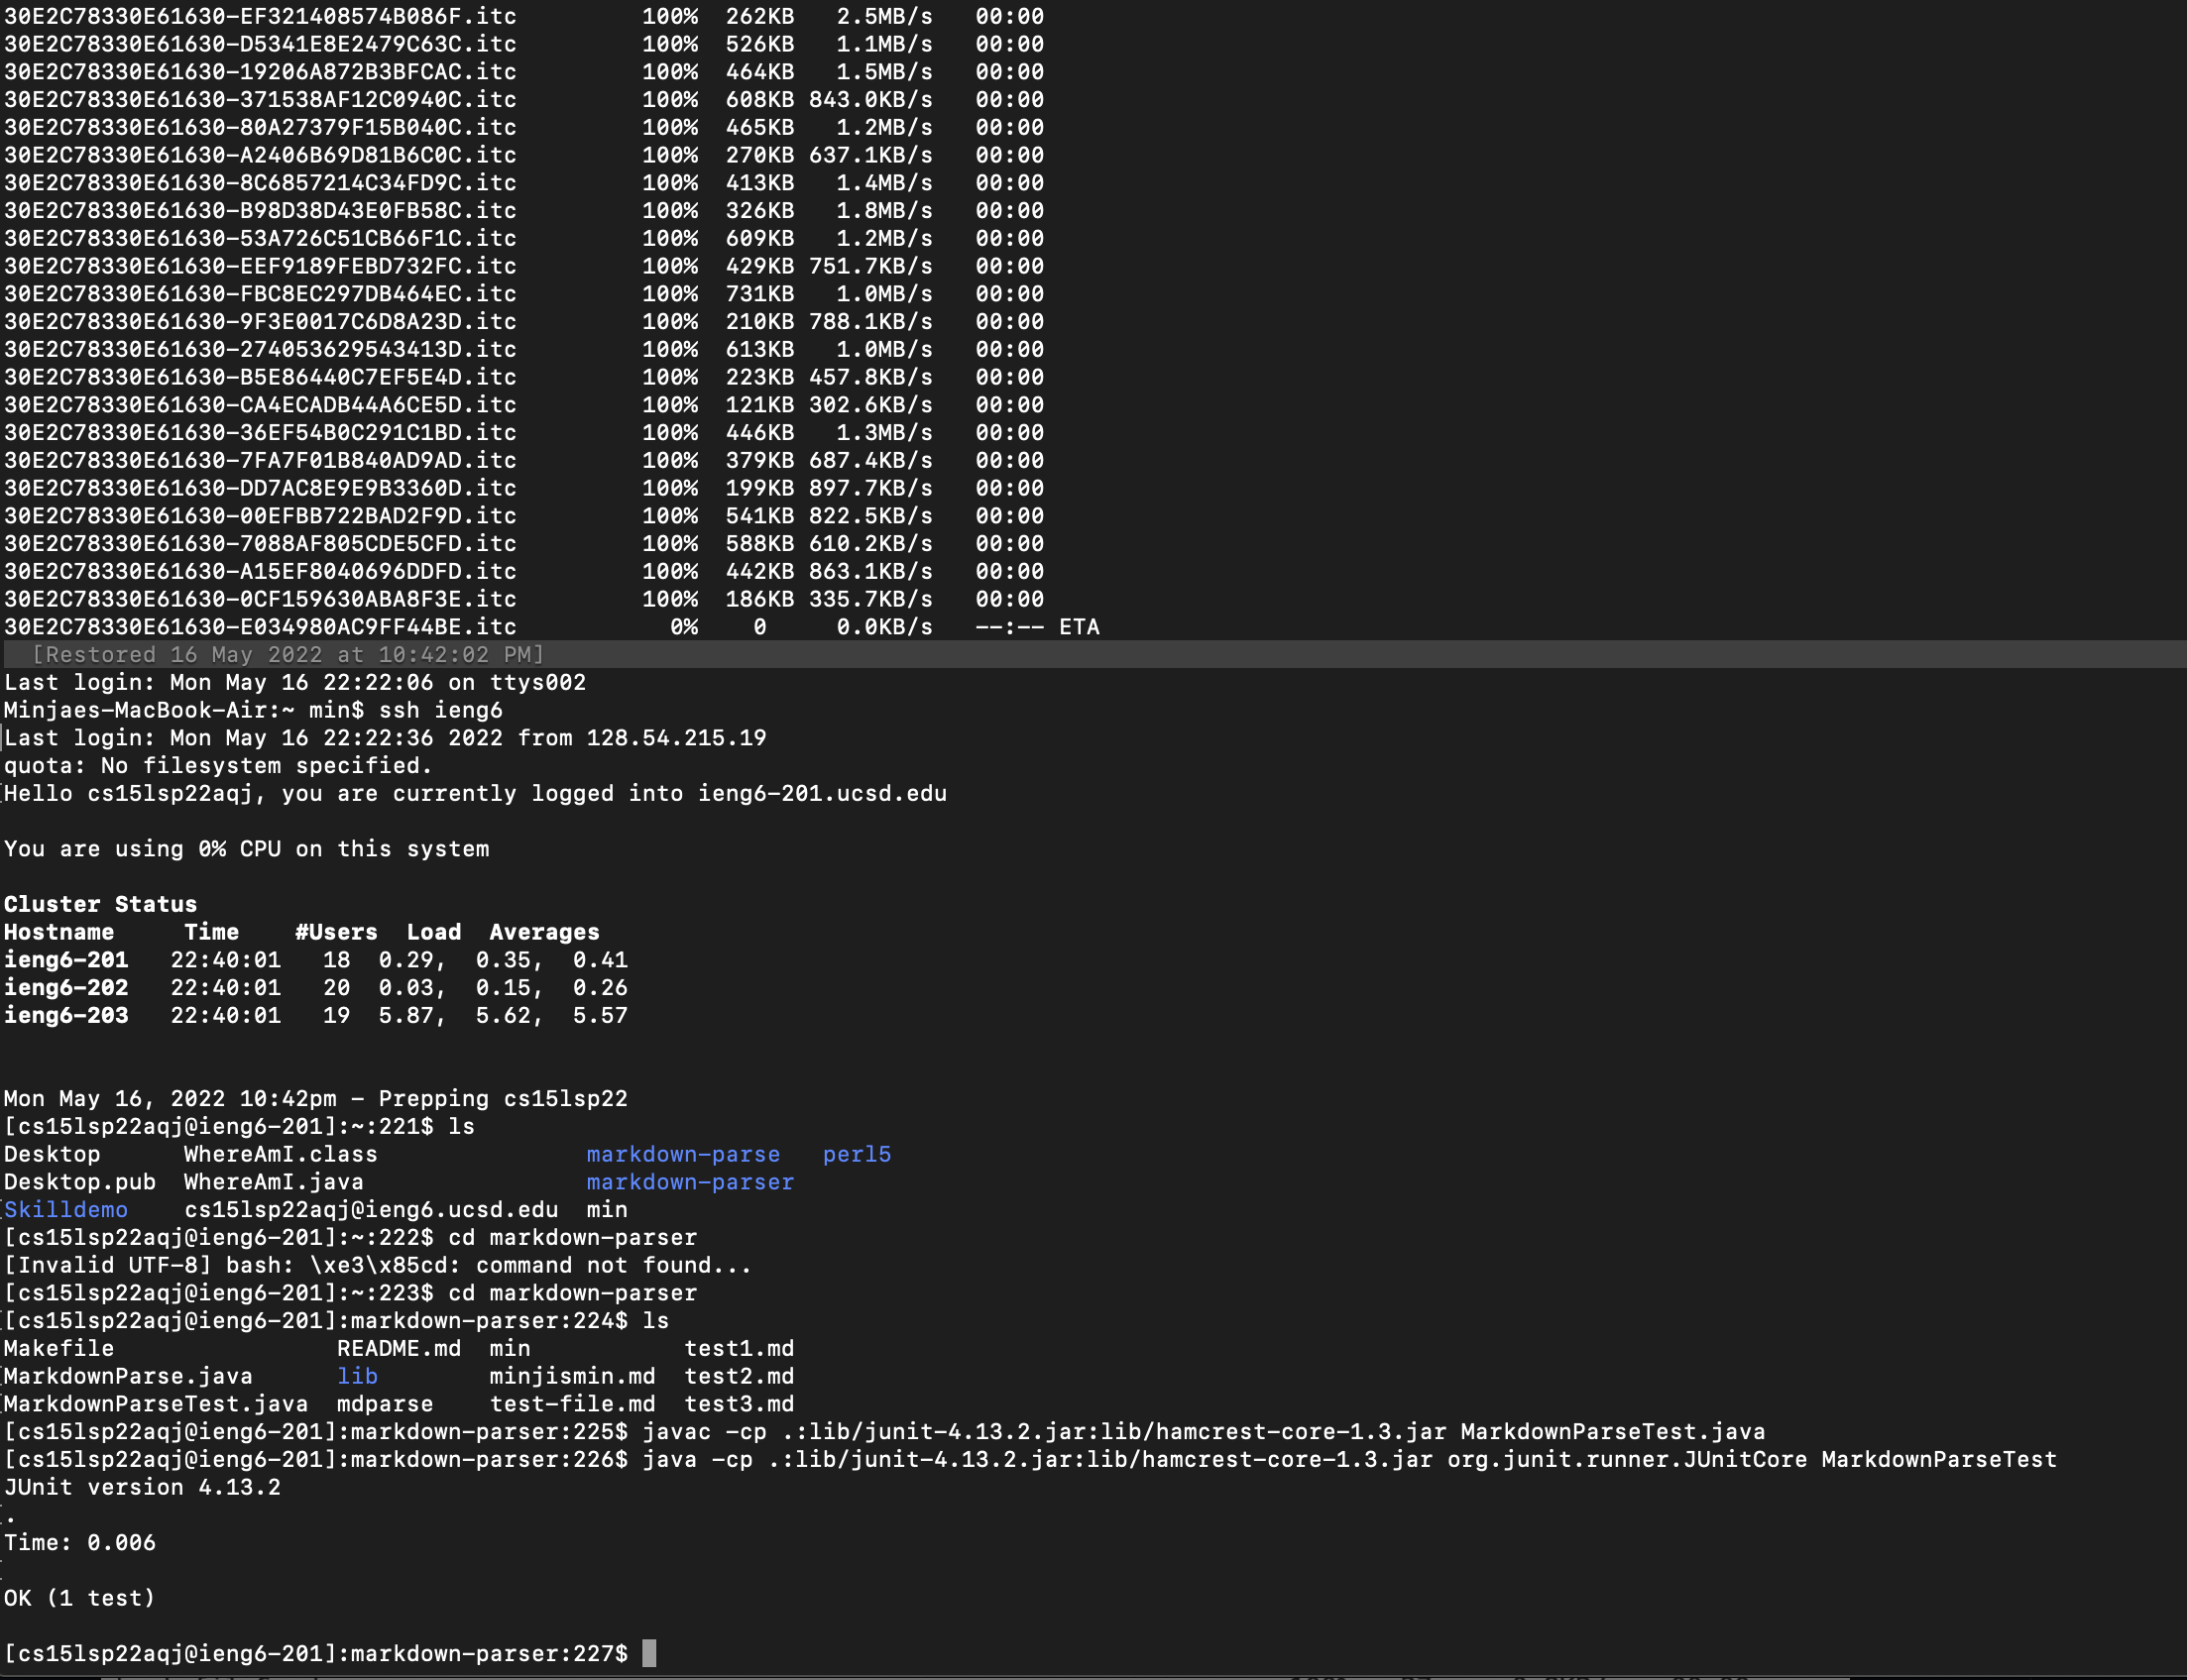 30E2C78330E61630-EF321408574B086F.itc         100%  262KB   2.5MB/s   00:00
30E2C78330E61630-D5341E8E2479C63C.itc         100%  526KB   1.1MB/s   00:00
30E2C78330E61630-19206A872B3BFCAC.itc         100%  464KB   1.5MB/s   00:00
30E2C78330E61630-371538AF12C0940C.itc         100%  608KB 843.0KB/s   00:00
30E2C78330E61630-80A27379F15B040C.itc         100%  465KB   1.2MB/s   00:00
30E2C78330E61630-A2406B69D81B6C0C.itc         100%  270KB 637.1KB/s   00:00
30E2C78330E61630-8C6857214C34FD9C.itc         100%  413KB   1.4MB/s   00:00
30E2C78330E61630-B98D38D43E0FB58C.itc         100%  326KB   1.8MB/s   00:00
30E2C78330E61630-53A726C51CB66F1C.itc         100%  609KB   1.2MB/s   00:00
30E2C78330E61630-EEF9189FEBD732FC.itc         100%  429KB 751.7KB/s   00:00
30E2C78330E61630-FBC8EC297DB464EC.itc         100%  731KB   1.0MB/s   00:00
30E2C78330E61630-9F3E0017C6D8A23D.itc         100%  210KB 788.1KB/s   00:00
30E2C78330E61630-274053629543413D.itc         100%  613KB   1.0MB/s   00:00
30E2C78330E61630-B5E86440C7EF5E4D.itc         100%  223KB 457.8KB/s   00:00
30E2C78330E61630-CA4ECADB44A6CE5D.itc         100%  121KB 302.6KB/s   00:00
30E2C78330E61630-36EF54B0C291C1BD.itc         100%  446KB   1.3MB/s   00:00
30E2C78330E61630-7FA7F01B840AD9AD.itc         100%  379KB 687.4KB/s   00:00
30E2C78330E61630-DD7AC8E9E9B3360D.itc         100%  199KB 897.7KB/s   00:00
30E2C78330E61630-00EFBB722BAD2F9D.itc         100%  541KB 822.5KB/s   00:00
30E2C78330E61630-7088AF805CDE5CFD.itc         100%  588KB 610.2KB/s   00:00
30E2C78330E61630-A15EF8040696DDFD.itc         100%  442KB 863.1KB/s   00:00
30E2C78330E61630-0CF159630ABA8F3E.itc         100%  186KB 335.7KB/s   00:00
30E2C78330E61630-E034980AC9FF44BE.itc           0%    0     0.0KB/s   --:-- ETA
  [Restored 16 May 2022 at 10:42:02 PM]
Last login: Mon May 16 22:22:06 on ttys002
Minjaes-MacBook-Air:~ min$ ssh ieng6
Last login: Mon May 16 22:22:36 2022 from 128.54.215.19
quota: No filesystem specified.
Hello cs15lsp22aqj, you are currently logged into ieng6-201.ucsd.edu
You are using 0% CPU on this system
Cluster Status
Hostname     Time    #Users  Load  Averages
ieng6-201   22:40:01   18  0.29,  0.35,  0.41
ieng6-202   22:40:01   20  0.03,  0.15,  0.26
ieng6-203   22:40:01   19  5.87,  5.62,  5.57
Mon May 16, 2022 10:42pm - Prepping cs15lsp22
[cs15lsp22aqj@ieng6-201]:~:221$ ls
Desktop      WhereAmI.class               markdown-parse   perl5
Desktop.pub  WhereAmI.java                markdown-parser
Skilldemo    cs15lsp22aqj@ieng6.ucsd.edu  min
[cs15lsp22aqj@ieng6-201]:~:222$ cd markdown-parser
[Invalid UTF-8] bash: \xe3\x85cd: command not found...
[cs15lsp22aqj@ieng6-201]:~:223$ cd markdown-parser
[cs15lsp22aqj@ieng6-201]:markdown-parser:224$ ls
Makefile                README.md  min           test1.md
MarkdownParse.java      lib        minjismin.md  test2.md
MarkdownParseTest.java  mdparse    test-file.md  test3.md
[cs15lsp22aqj@ieng6-201]:markdown-parser:225$ javac -cp .:lib/junit-4.13.2.jar:lib/hamcrest-core-1.3.jar MarkdownParseTest.java
[cs15lsp22aqj@ieng6-201]:markdown-parser:226$ java -cp .:lib/junit-4.13.2.jar:lib/hamcrest-core-1.3.jar org.junit.runner.JUnitCore MarkdownParseTest
JUnit version 4.13.2
.
Time: 0.006
OK (1 test)
[cs15lsp22aqj@ieng6-201]:markdown-parser:227$